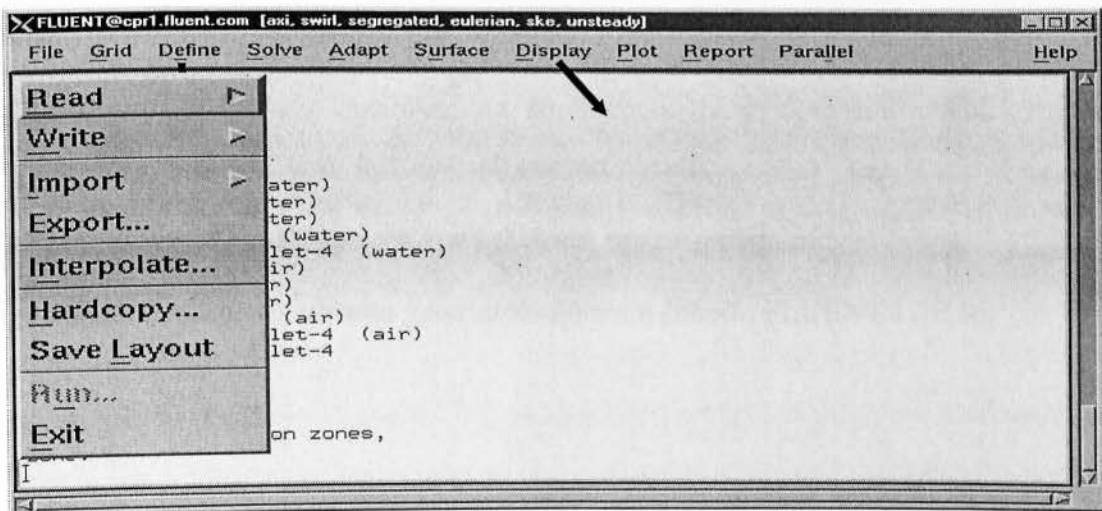 FLUENT@cpr1.fluent.com [axi, swirl, segregated, eulerian, ske, unsteady]
File Grid Define Solve Adapt Surface Display Plot Report Parallel Help
Read
Write
Import
Export...
Interpolate...
Hardcopy...
Save Layout
Run...
Exit
ater)
ter)
ter)
(water)
let-4 (water)
ir)
r)
r)
(air)
let-4 (air)
let-4
on zones,